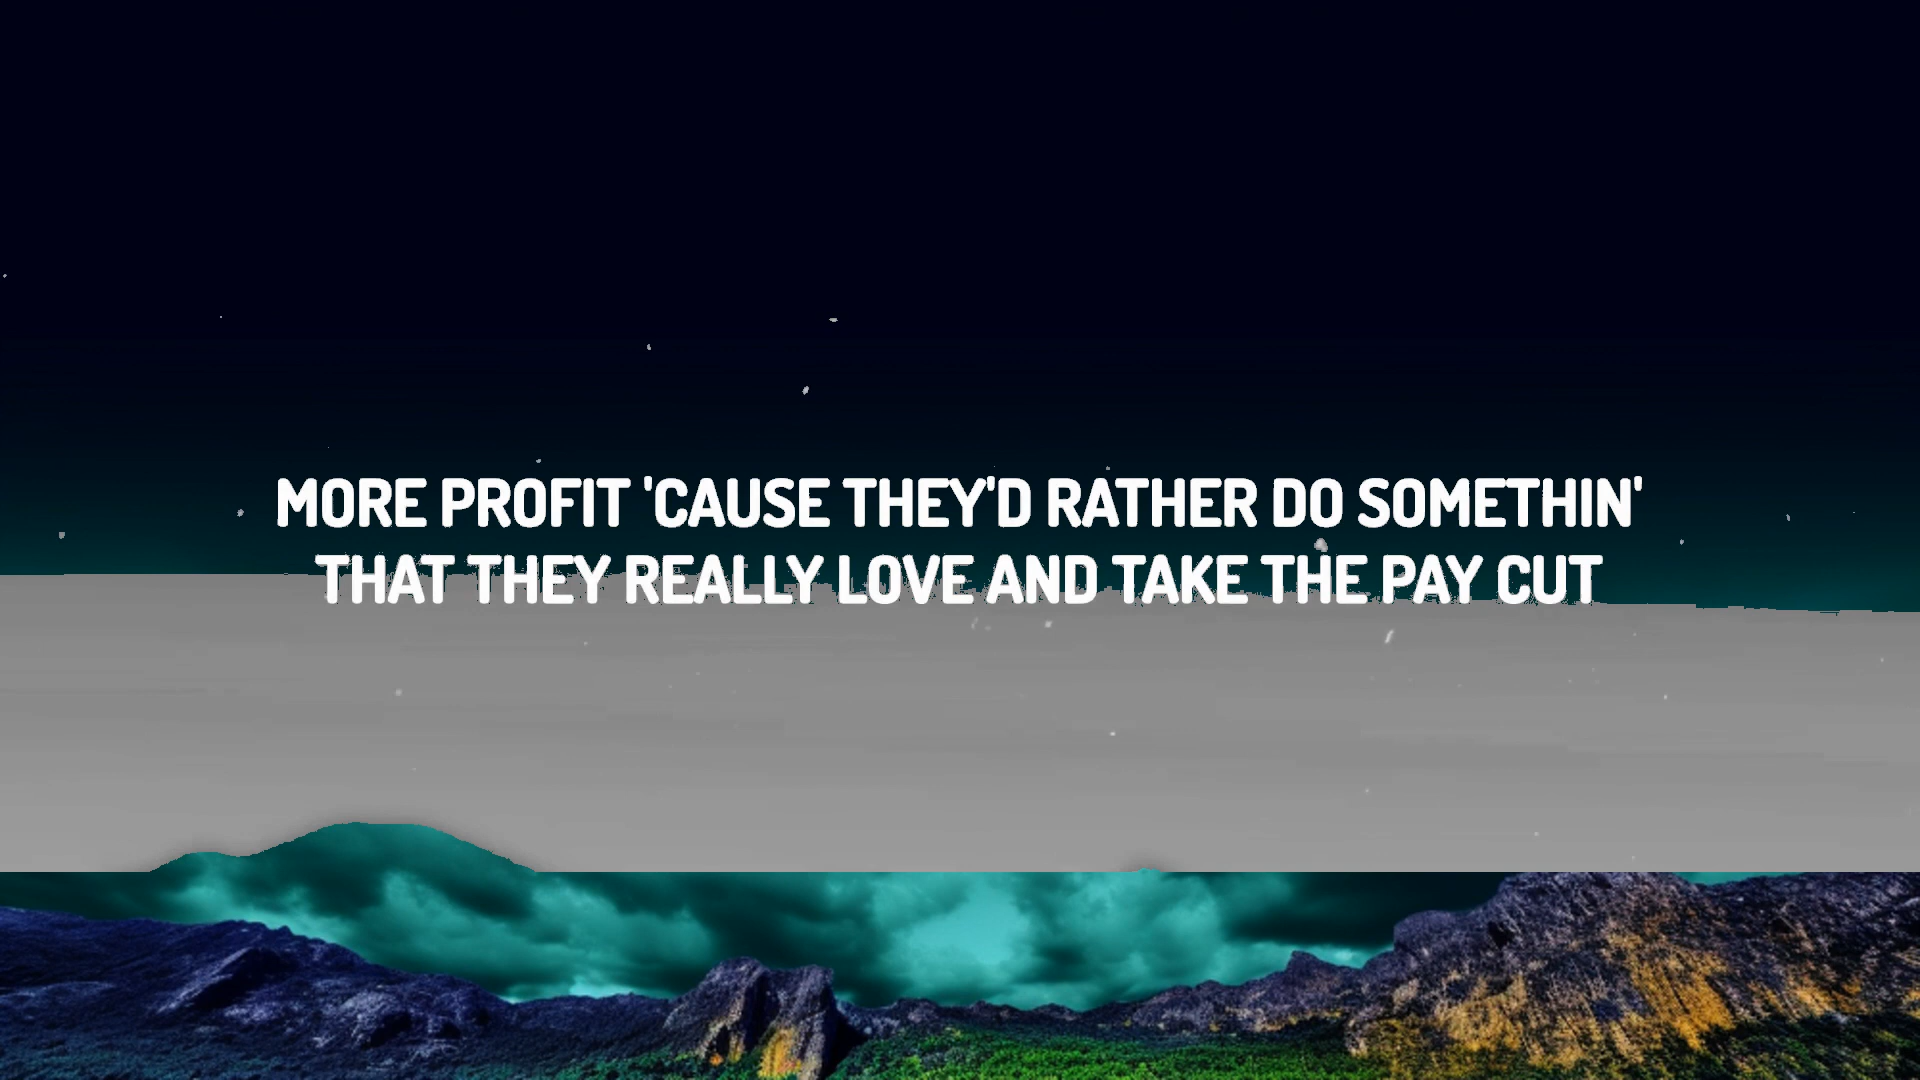 MORE PROFIT 'CAUSE THEY'D RATHER DO SOMETHIN'
THAT THEY REALLY LOVE AND TAKE THE PAY CUT